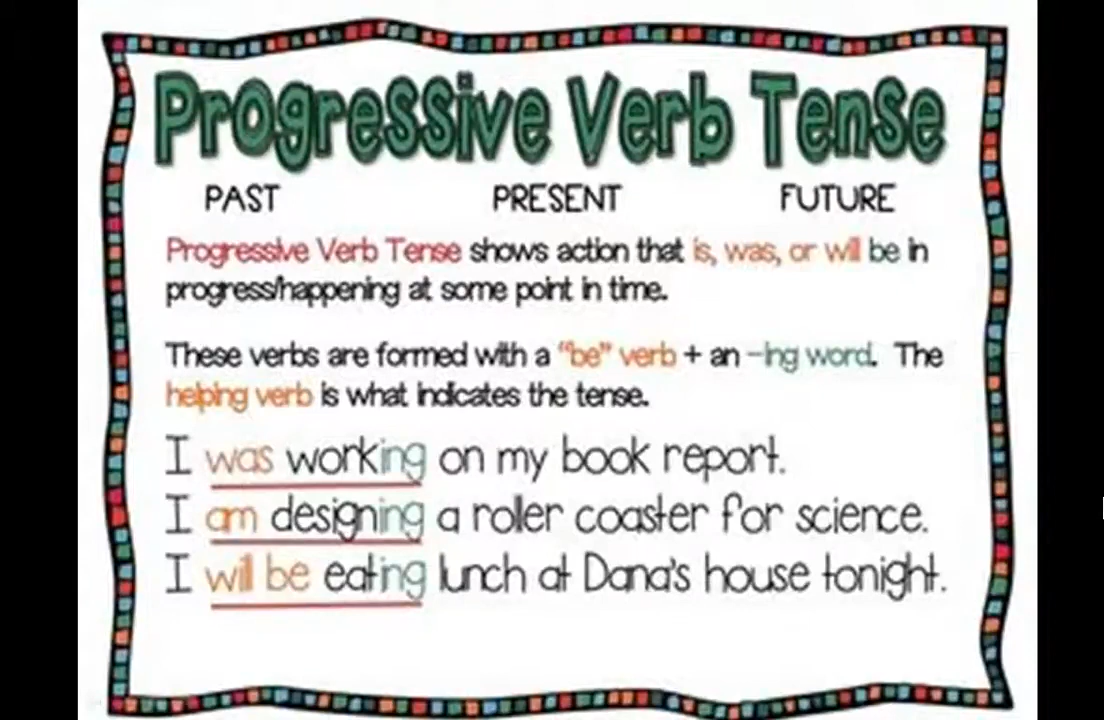 Progressive Verb Tense
PAST PRESENT FUTURE
Progressive Verb Tense shows action that is, was, or will be in
progress/happening at some point in time.
These verbs are formed with a "be" verb + an -ing word. The
helping verb is what indicates the tense.
I was working on my book report.
I am designing a roller coaster for science.
I will be eating lunch at Dana's house tonight.